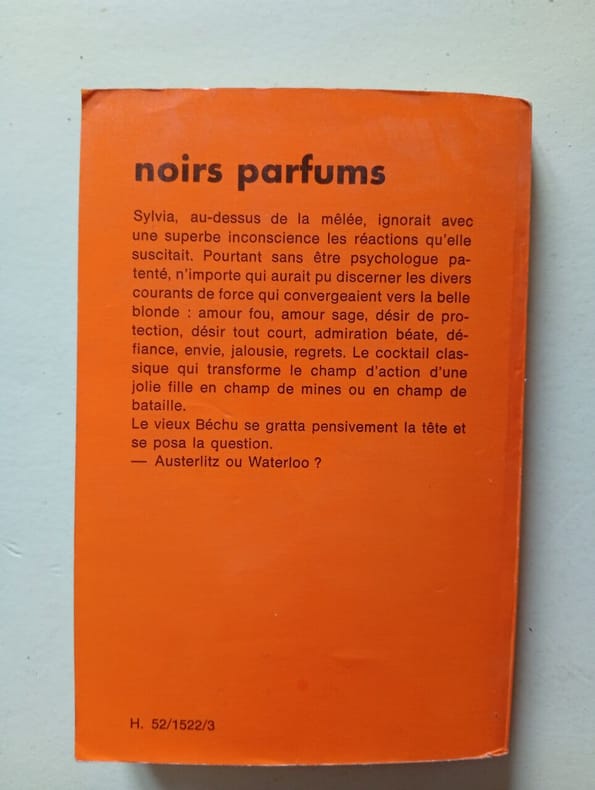 noirs parfums
Sylvia, au-dessus de la mêlée, ignorait avec
une superbe inconscience les réactions qu'elle
suscitait. Pourtant sans être psychologue pa-
tenté, n'importe qui aurait pu discerner les divers
courants de force qui convergeaient vers la belle
blonde : amour fou, amour sage, désir de pro-
tection, désir tout court, admiration béate, dé-
fiance, envie, jalousie, regrets. Le cocktail clas-
sique qui transforme le champ d'action d'une
jolie fille en champ de mines ou en champ de
bataille.
Le vieux Béchu se gratta pensivement la tête et
se posa la question.
— Austerlitz ou Waterloo ?
H. 52/1522/3